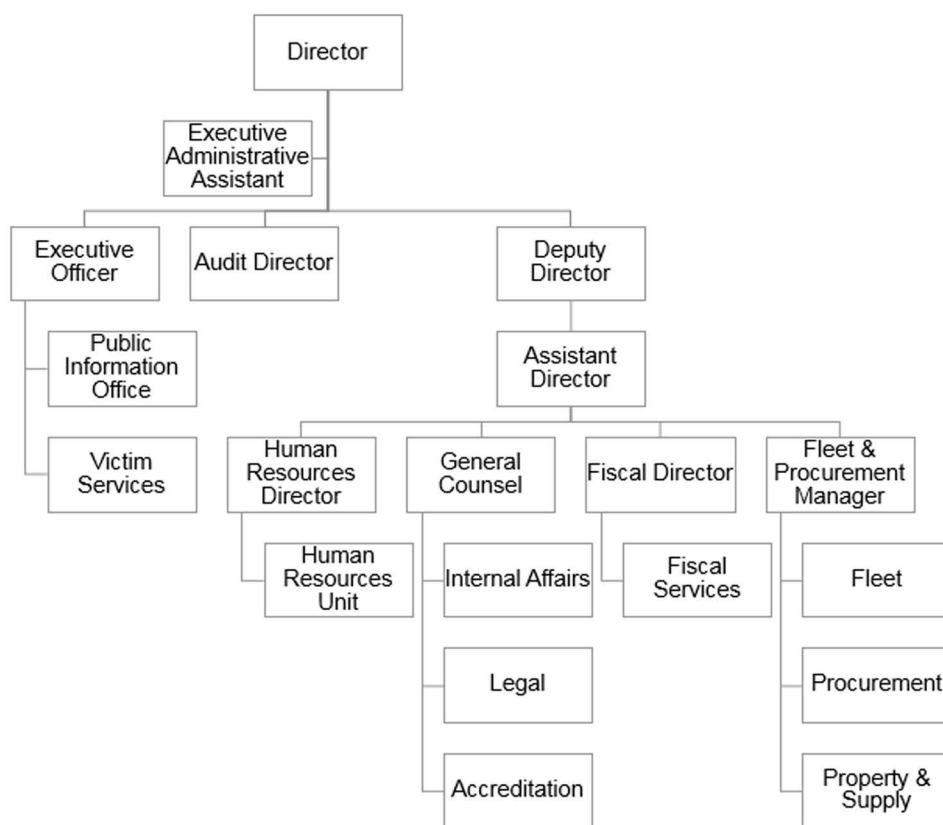 Director
Executive
Administrative
Assistant
Executive
Officer
Audit Director
Deputy
Director
Public
Information
Office
Assistant
Director
Victim
Services
Human
Resources
Director
General
Counsel
Fiscal Director
Fleet &
Procurement
Manager
Human
Resources
Unit
Internal Affairs
Fiscal
Services
Fleet
Legal
Procurement
Accreditation
Property &
Supply